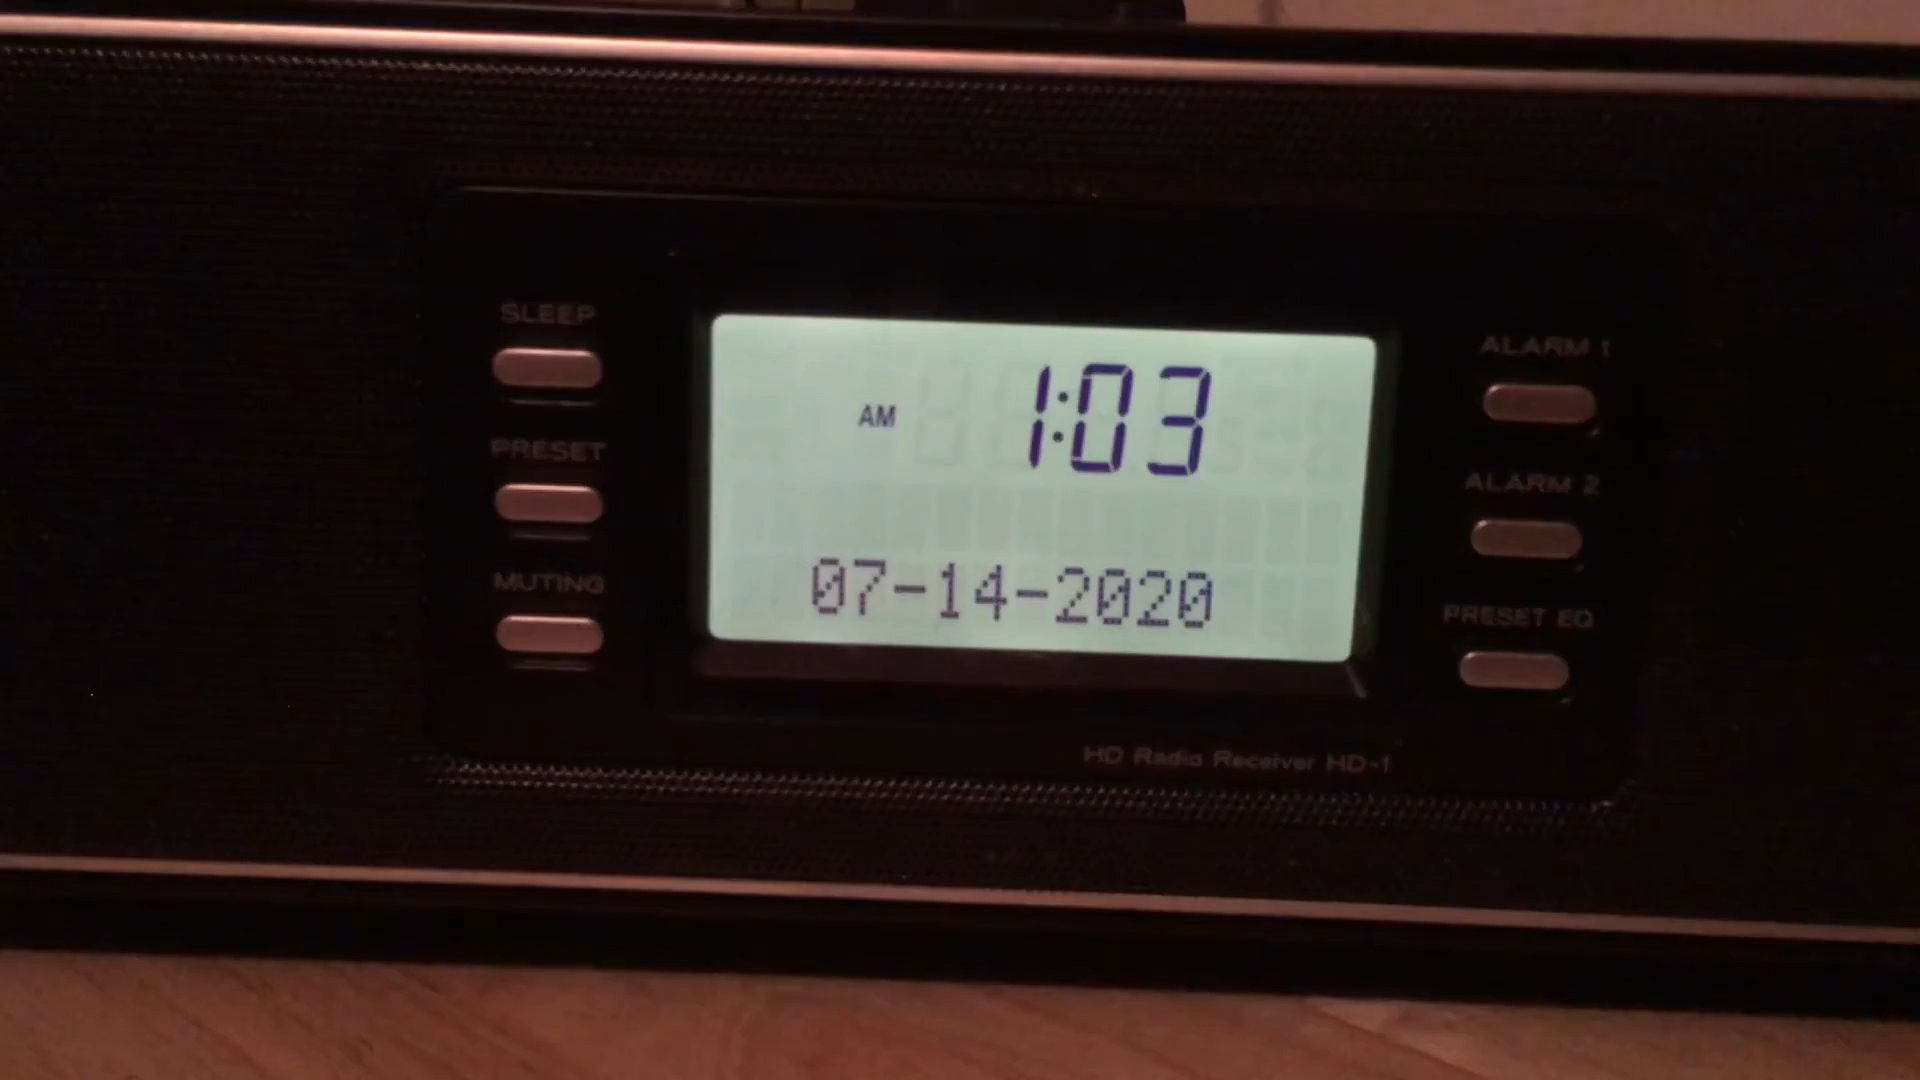 SLEEP
PRESET
MUTING
AM 1:03
07-14-2020
ALARM 1
ALARM 2
PRESET EQ
HD Radio Receiver HD-1